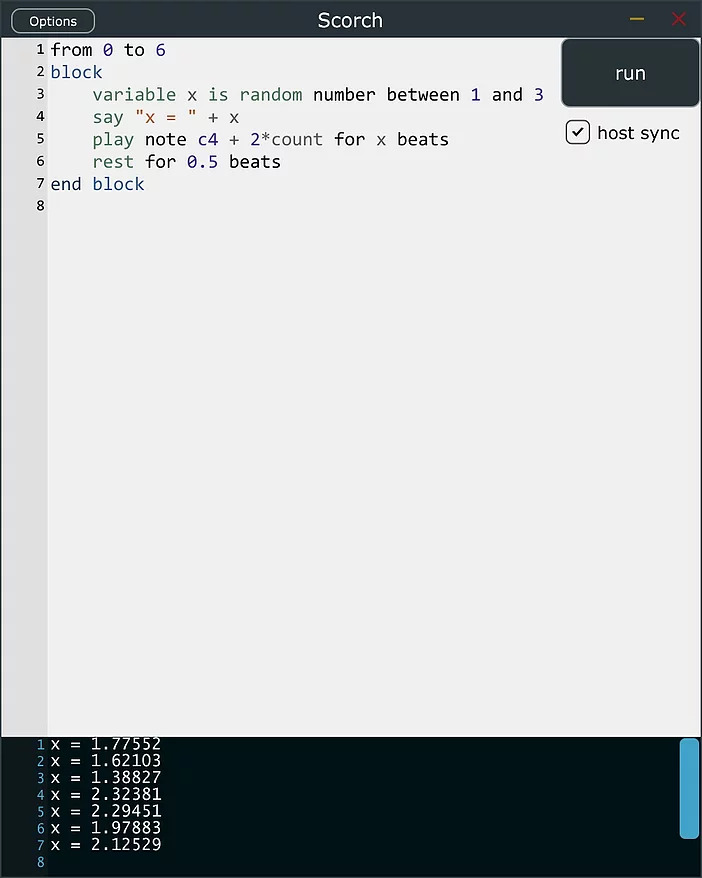 Options
Scorch
1 from 0 to 6
2 block
3 variable x is random number between 1 and 3
4 say "x = " + x
5 play note c4 + 2*count for x beats
6 rest for 0.5 beats
7 end block
8
run
host sync
1 x = 1.77552
2 x = 1.62103
3 x = 1.38827
4 x = 2.32381
5 x = 2.29451
6 x = 1.97883
7 x = 2.12529
8